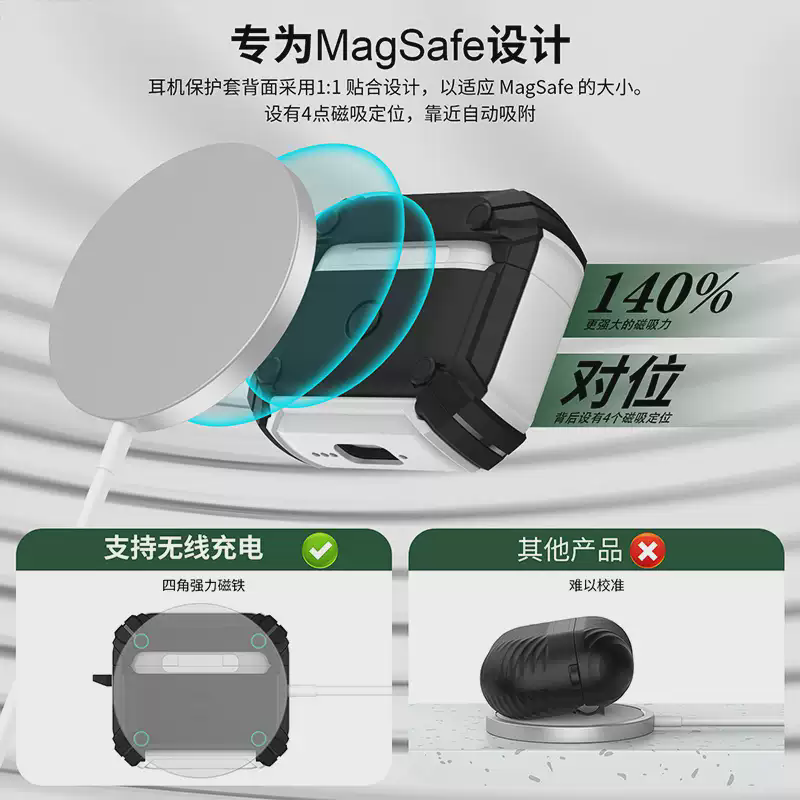 专为MagSafe设计
耳机保护套背面采用1:1 贴合设计，以适应 MagSafe 的大小。
设有4点磁吸定位，靠近自动吸附
140%
更强大的磁吸力
对位
背后设有4个磁吸定位
支持无线充电
四角强力磁铁
其他产品
难以校准